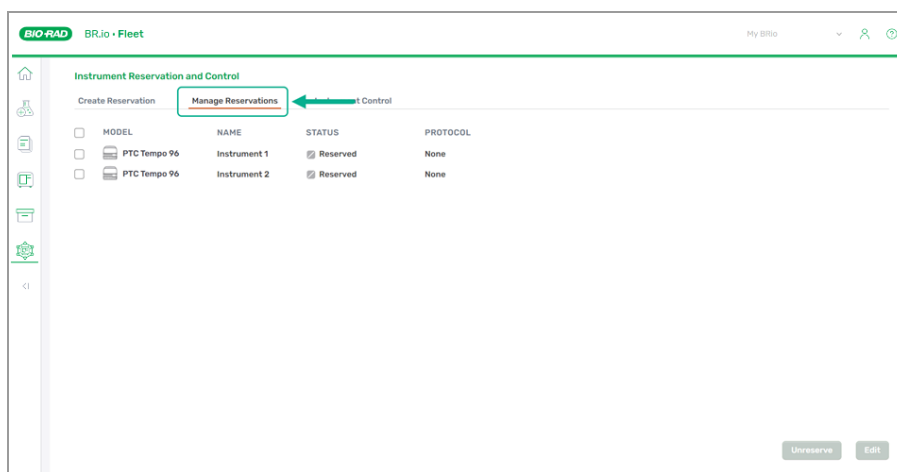 BIO-RAD BR.io • Fleet My BRio
Instrument Reservation and Control
Create Reservation Manage Reservations t Control
MODEL NAME STATUS PROTOCOL
PTC Tempo 96 Instrument 1 Reserved None
PTC Tempo 96 Instrument 2 Reserved None
Unreserve Edit